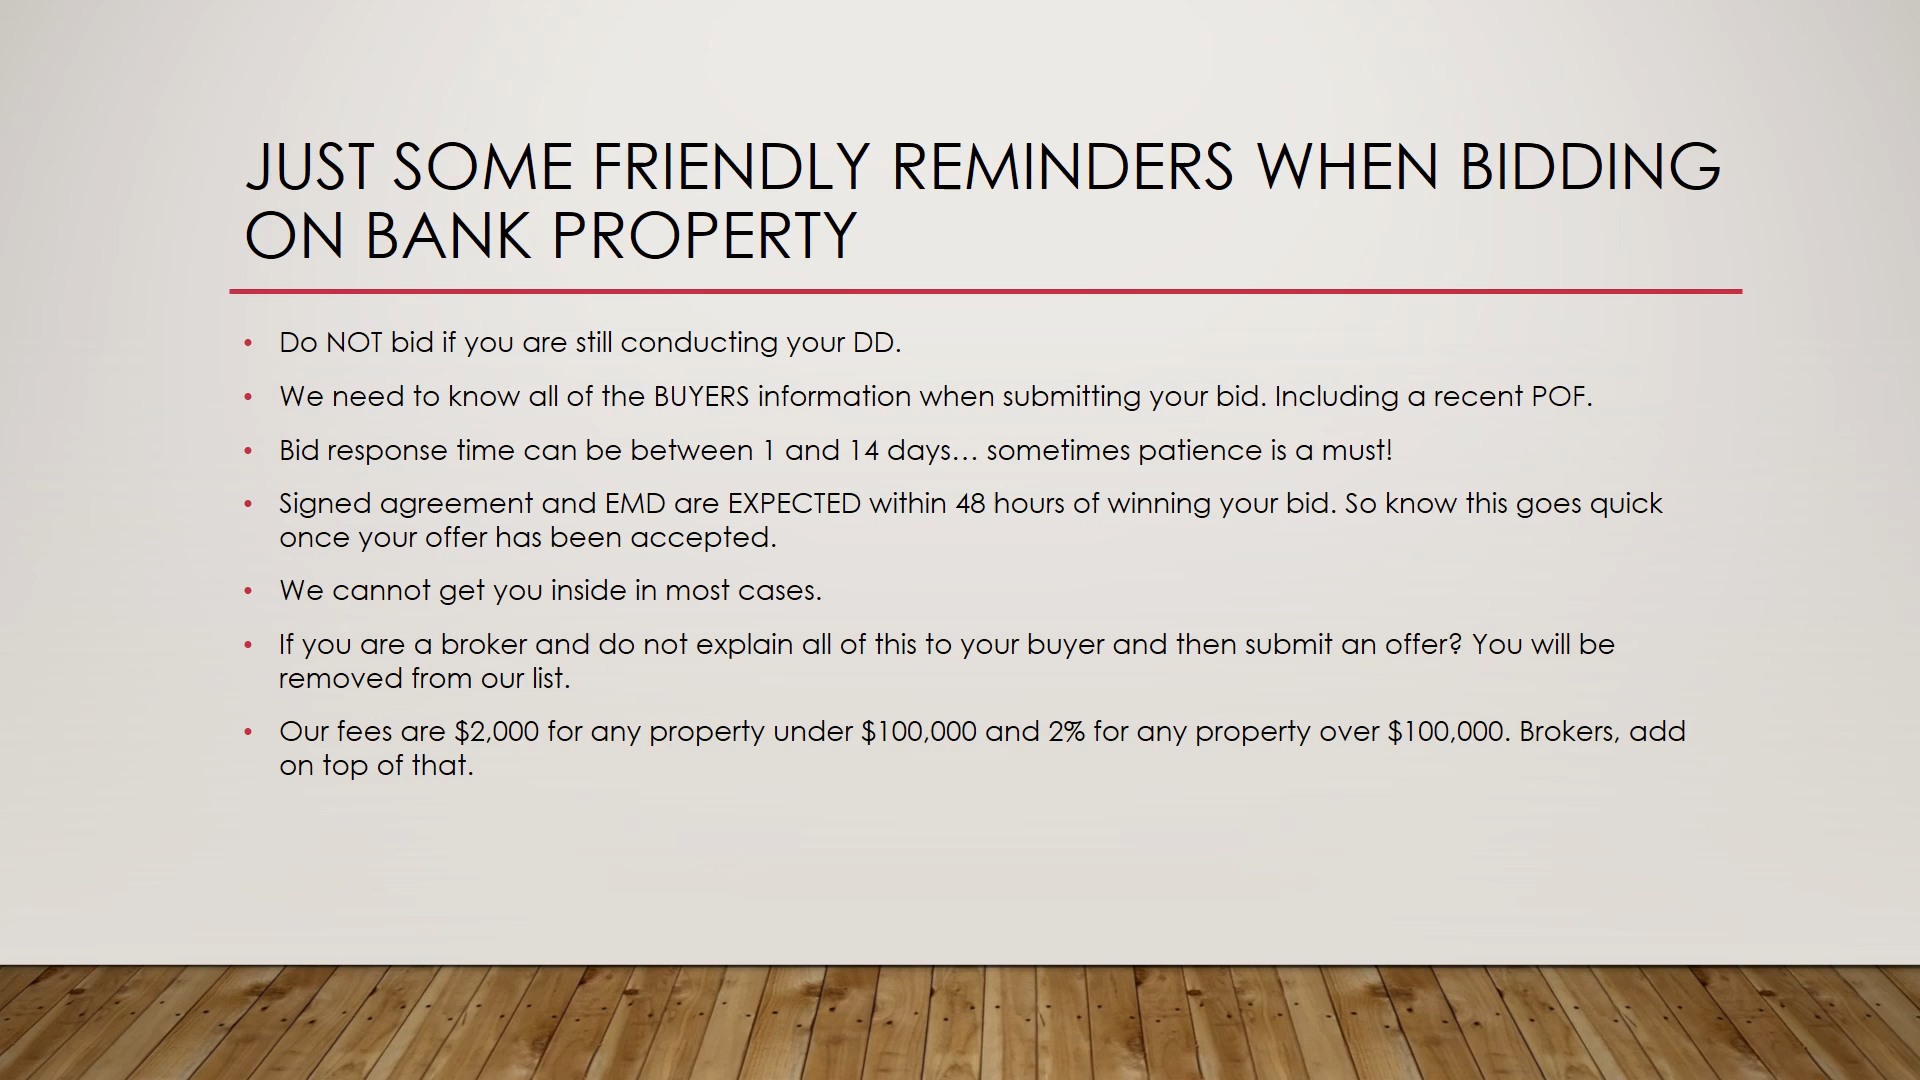 JUST SOME FRIENDLY REMINDERS WHEN BIDDING
ON BANK PROPERTY
• Do NOT bid if you are still conducting your DD.
• We need to know all of the BUYERS information when submitting your bid. Including a recent POF.
• Bid response time can be between 1 and 14 days… sometimes patience is a must!
• Signed agreement and EMD are EXPECTED within 48 hours of winning your bid. So know this goes quick
once your offer has been accepted.
• We cannot get you inside in most cases.
• If you are a broker and do not explain all of this to your buyer and then submit an offer? You will be
removed from our list.
• Our fees are $2,000 for any property under $100,000 and 2% for any property over $100,000. Brokers, add
on top of that.